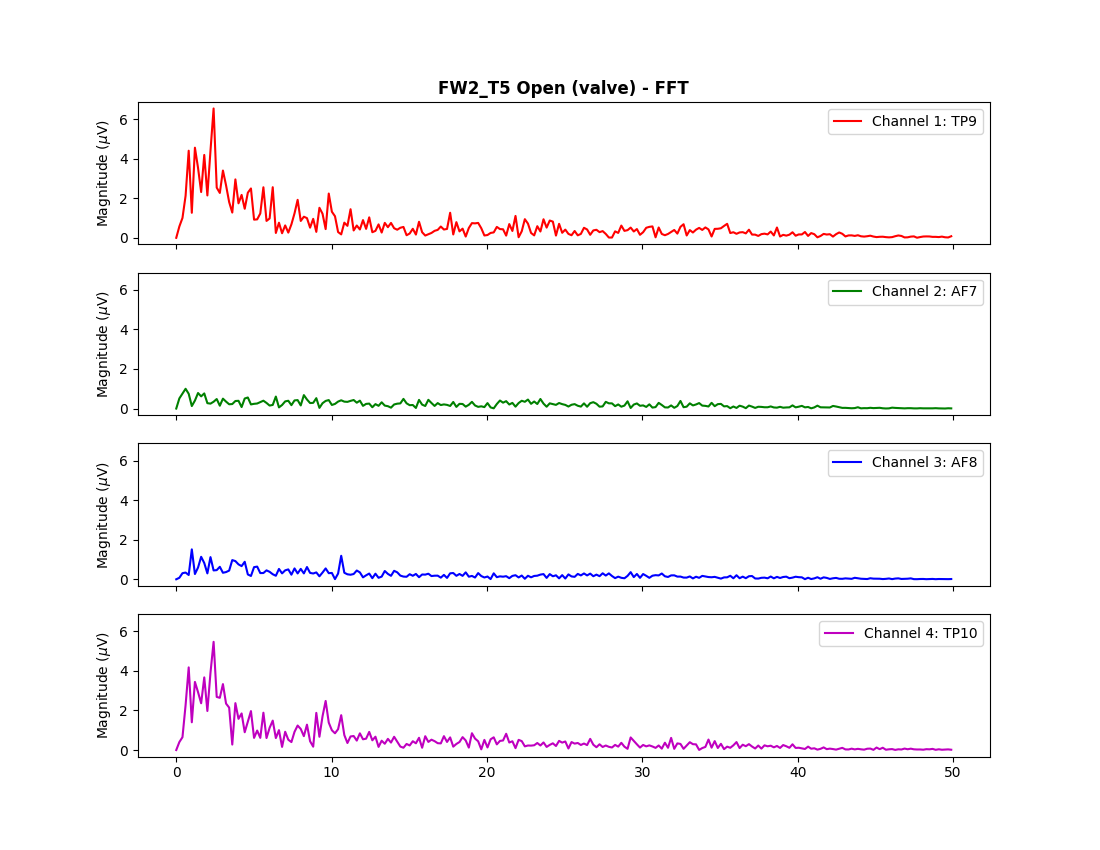 FW2_T5 Open (valve) - FFT
Magnitude (μV)
6
4
2
0
Channel 1: TP9
Magnitude (μV)
6
4
2
0
Channel 2: AF7
Magnitude (μV)
6
4
2
0
Channel 3: AF8
Magnitude (μV)
6
4
2
0
Channel 4: TP10
0 10 20 30 40 50